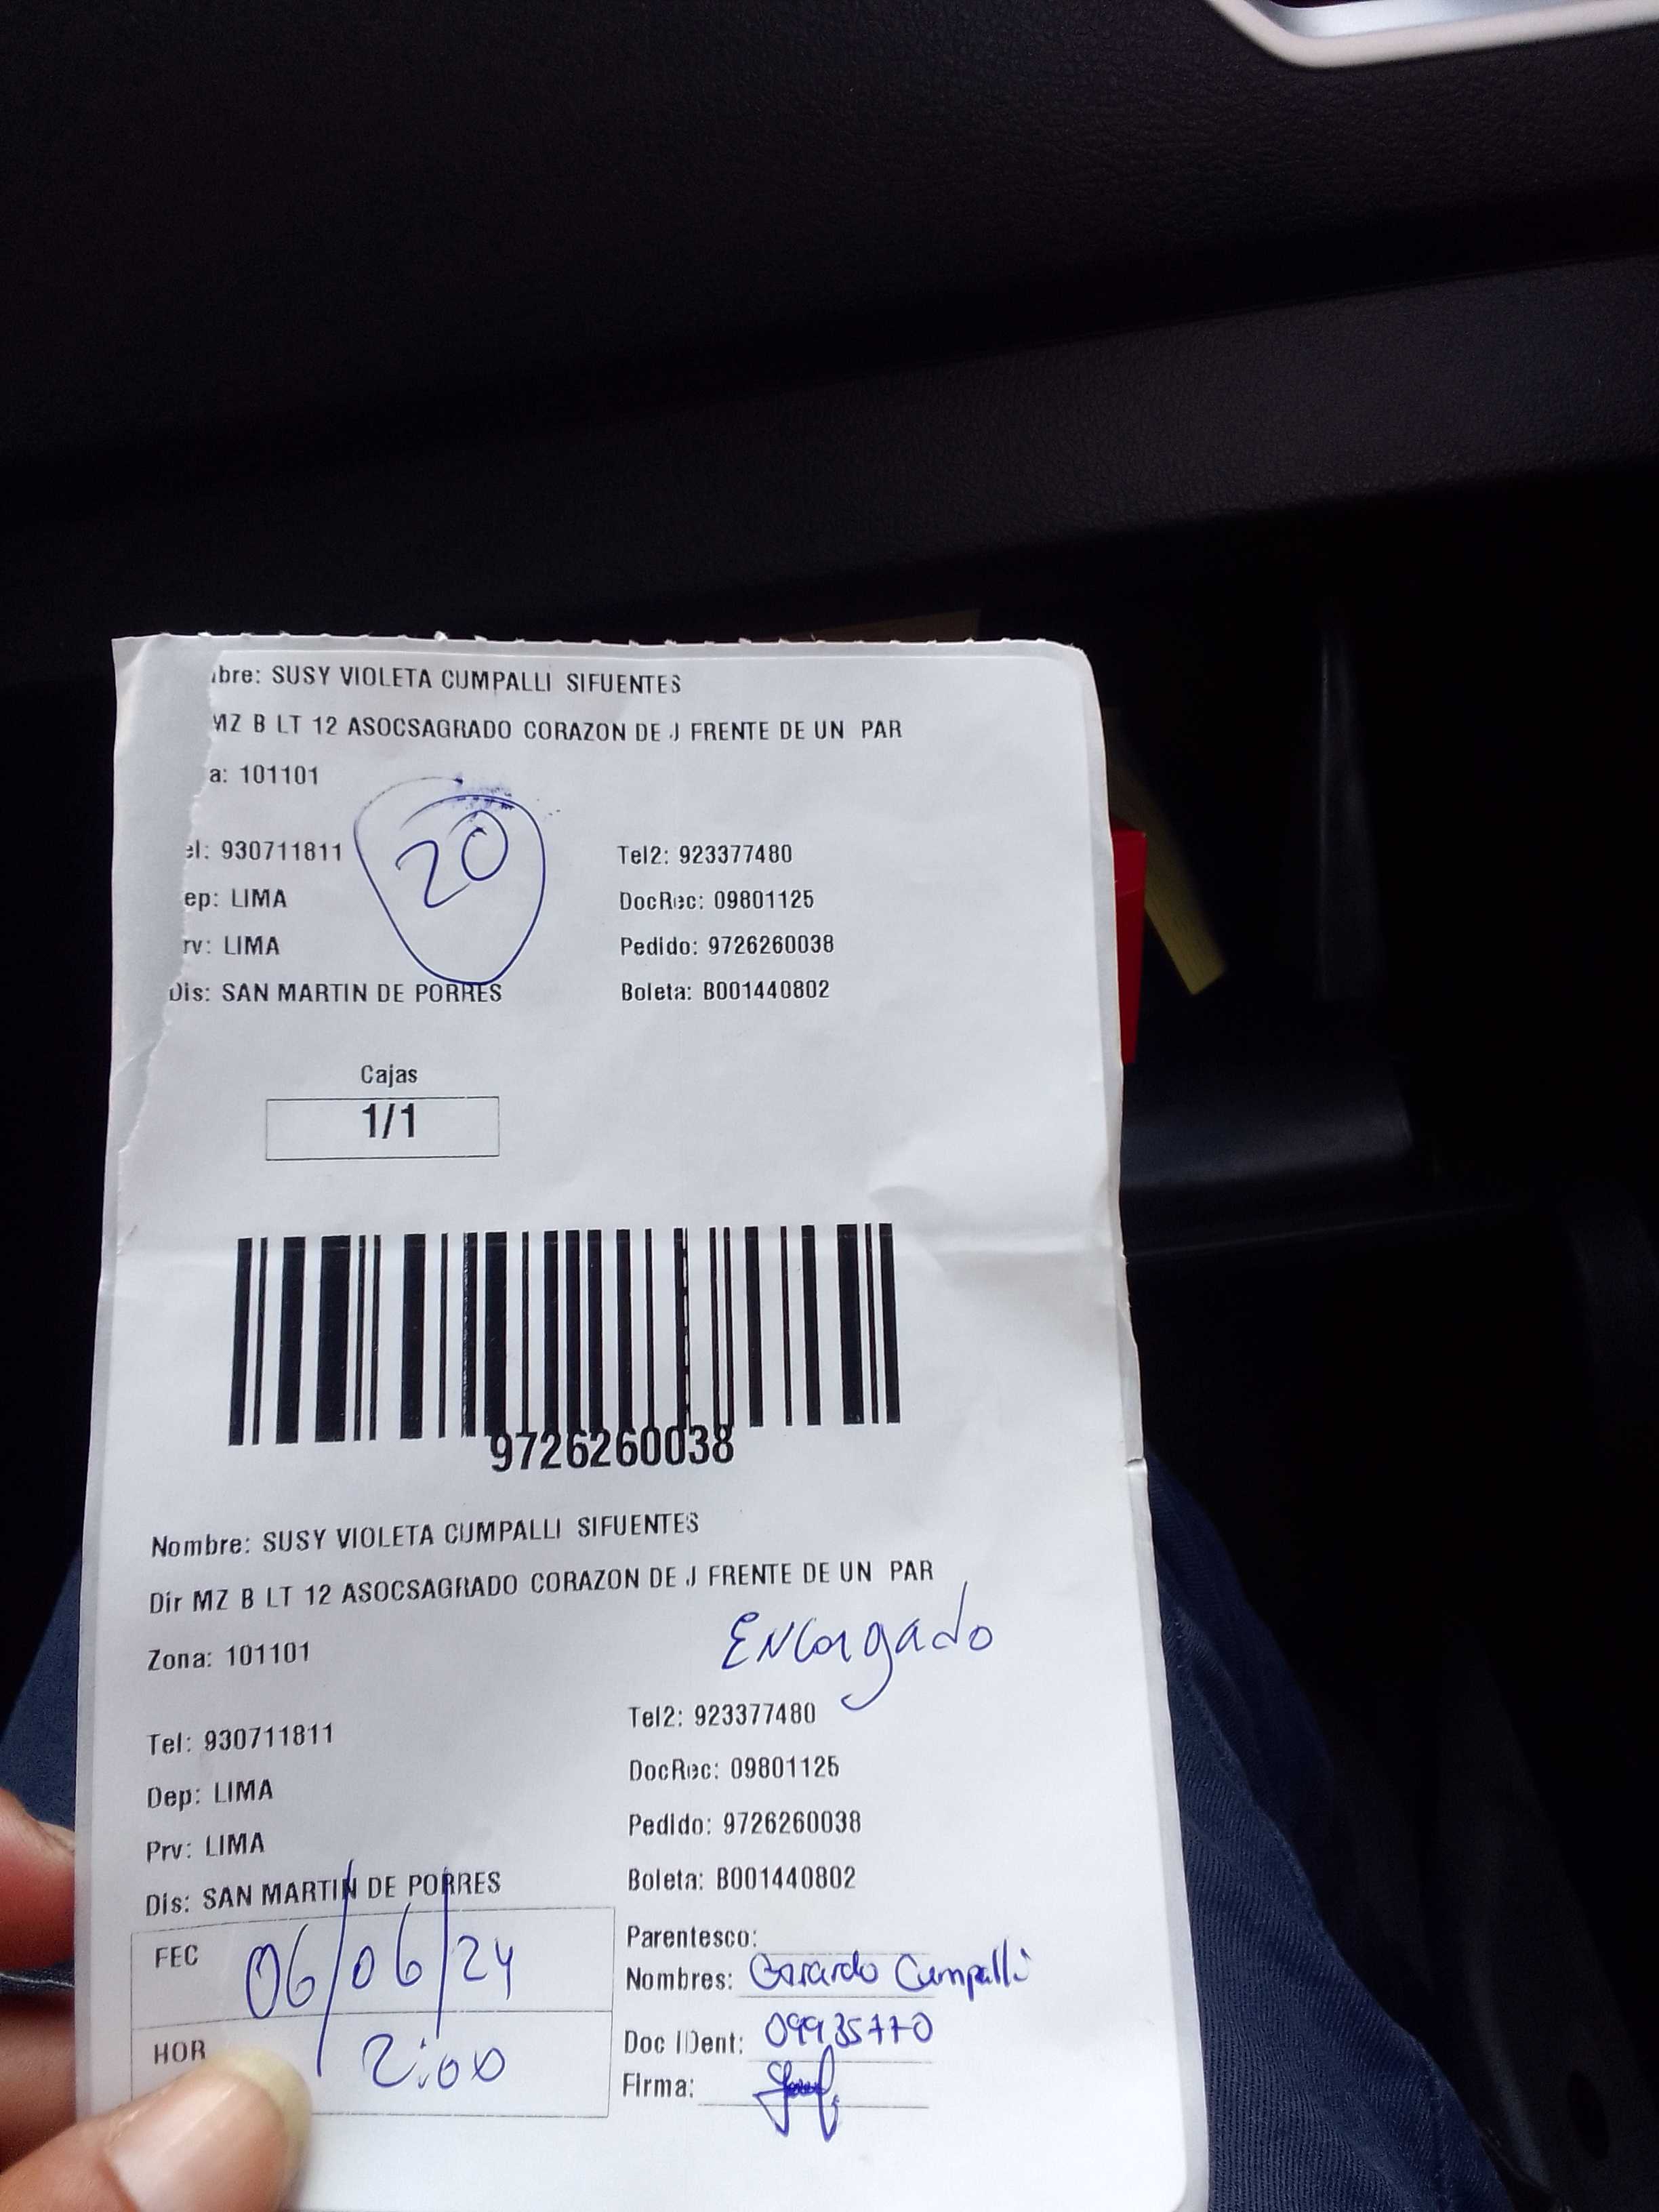 bre: SUSY VIOLETA CUMPALLI SIFUENTES
MZ B LT 12 ASOCSAGRADO CORAZON DE J FRENTE DE UN PAR
a: 101101
20
el: 930711811 Tel2: 923377480
ep: LIMA DocRec: 09801125
rv: LIMA Pedido: 9726260038
Dis: SAN MARTIN DE PORRES Boleta: B001440802
Cajas
1/1
9726260038
Nombre: SUSY VIOLETA CUMPALLI SIFUENTES
Dir MZ B LT 12 ASOCSAGRADO CORAZON DE J FRENTE DE UN PAR
Encargado
Zona: 101101
Tel: 930711811 Tel2: 923377480
Dep: LIMA DocRec: 09801125
Prv: LIMA Pedido: 9726260038
Dis: SAN MARTIN DE PORRES Boleta: B001440802
FEC 06/06/24
HOR 2:00
Parentesco:
Nombres: Gerardo Cumpalli
Doc IDent: 09935770
Firma: